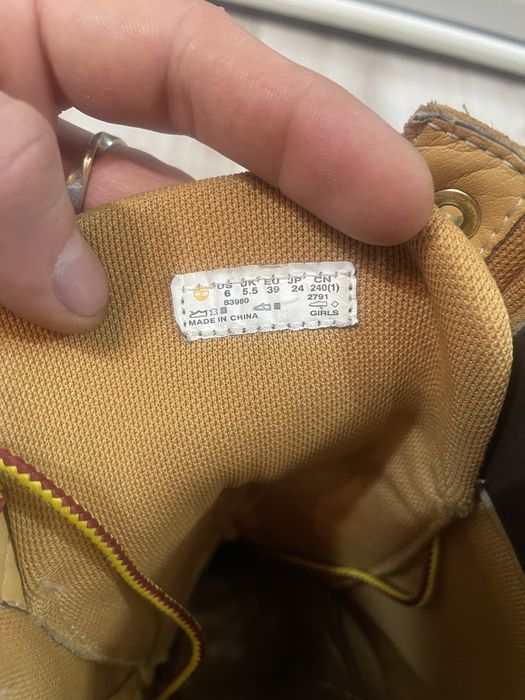 US UK EU JP CN
6 5.5 39 24 240(1)
83980 2791
MADE IN CHINA GIRLS